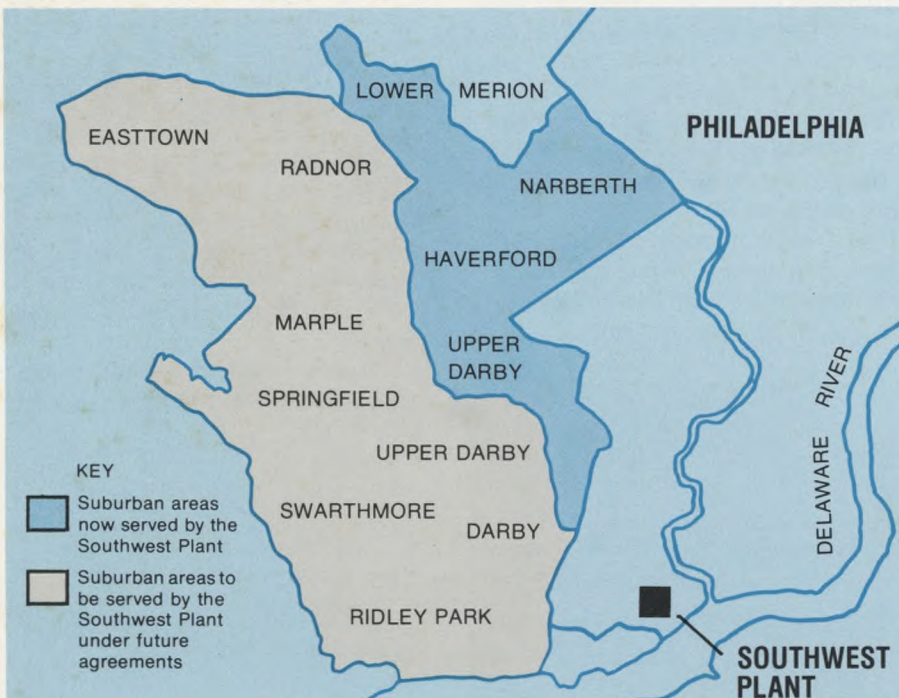 LOWER MERION
EASTTOWN
PHILADELPHIA
RADNOR
NARBERTH
HAVERFORD
MARPLE
UPPER
DARBY
SPRINGFIELD
DELAWARE RIVER
UPPER DARBY
SWARTHMORE
DARBY
RIDLEY PARK
KEY
Suburban areas
now served by the
Southwest Plant
Suburban areas to
be served by the
Southwest Plant
under future
agreements
SOUTHWEST
PLANT